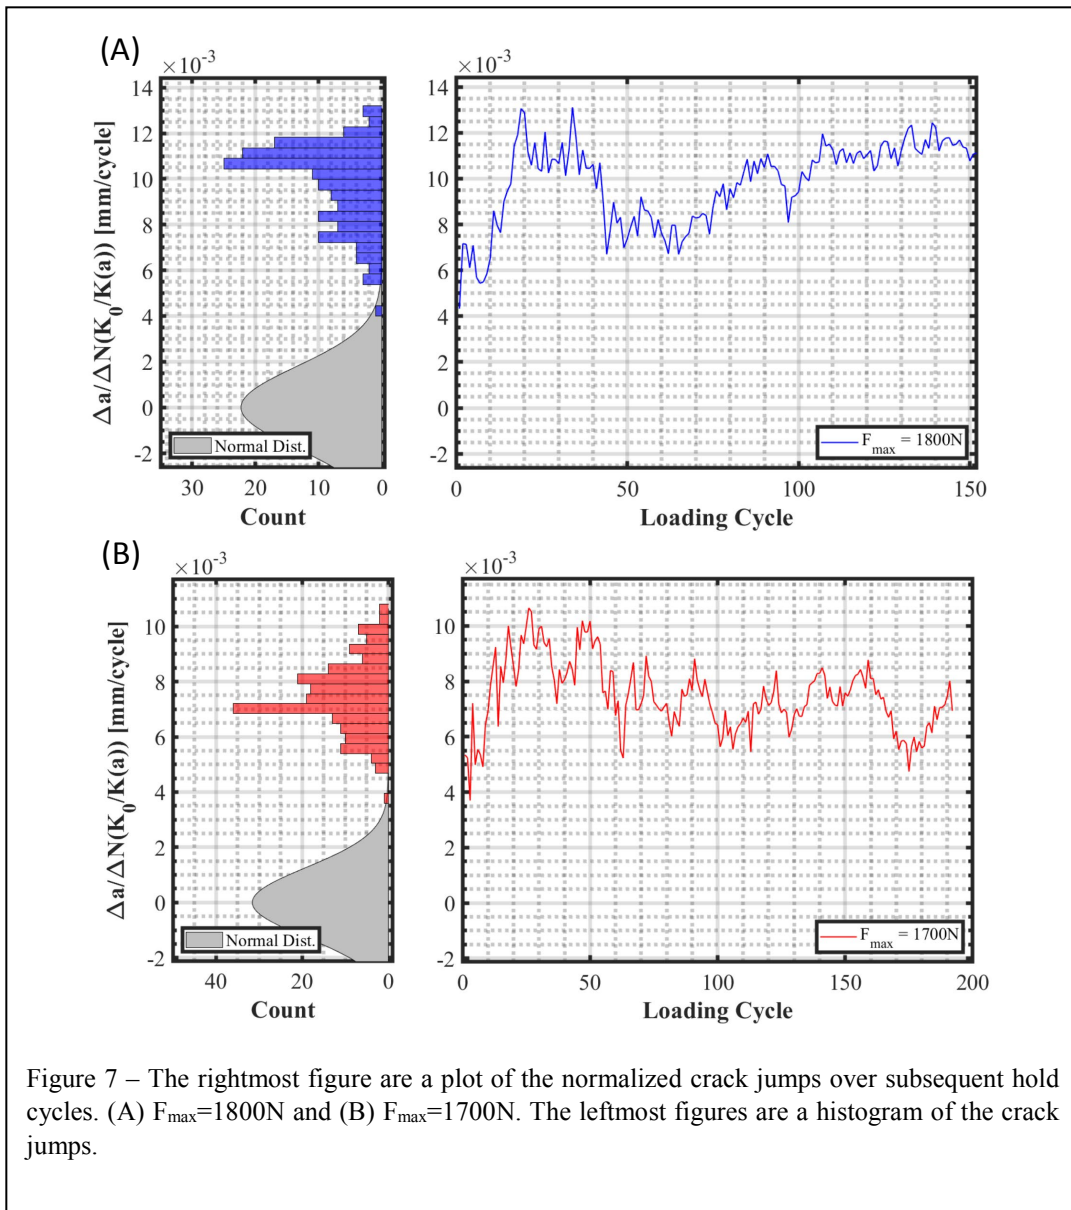 (A)
×10⁻³
14
12
10
8
6
4
2
0
-2
Δa/ΔN(K₀/K(a)) [mm/cycle]
Normal Dist.
30 20 10 0
Count
×10⁻³
14
12
10
8
6
4
2
0
-2
F_max = 1800N
0 50 100 150
Loading Cycle
(B)
×10⁻³
10
8
6
4
2
0
-2
Δa/ΔN(K₀/K(a)) [mm/cycle]
Normal Dist.
40 20 0
Count
×10⁻³
10
8
6
4
2
0
-2
F_max = 1700N
0 50 100 150 200
Loading Cycle
Figure 7 – The rightmost figure are a plot of the normalized crack jumps over subsequent hold
cycles. (A) F_max=1800N and (B) F_max=1700N. The leftmost figures are a histogram of the crack
jumps.